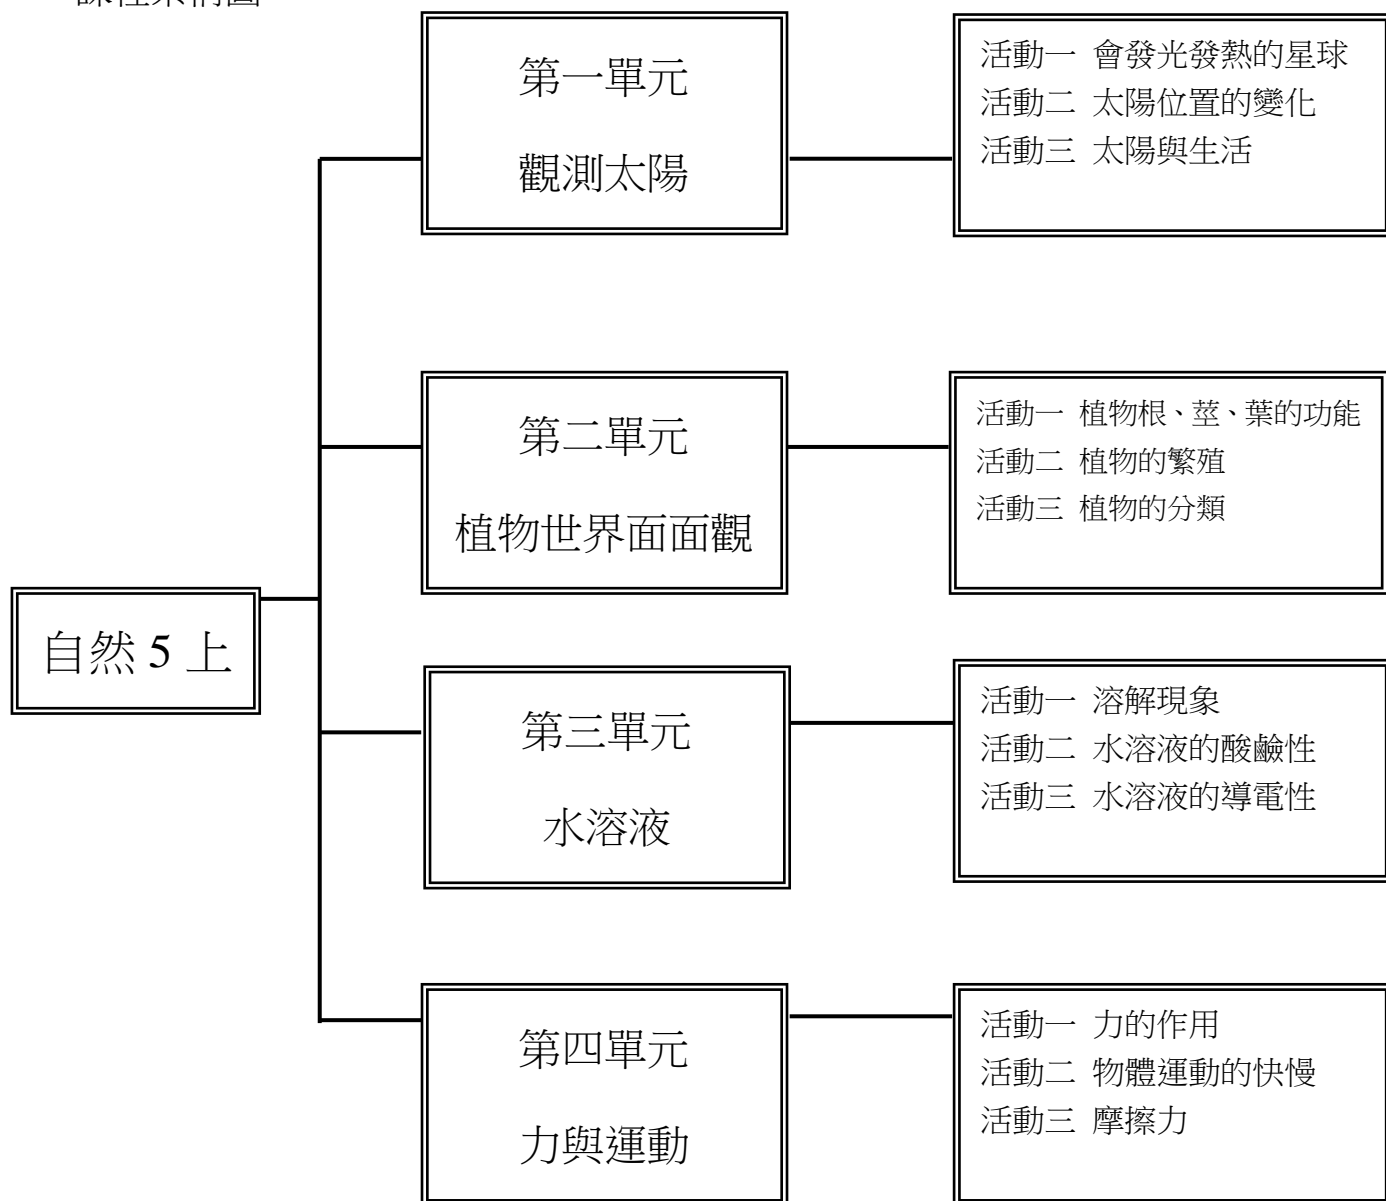 第一單元
觀測太陽
活動一 會發光發熱的星球
活動二 太陽位置的變化
活動三 太陽與生活
第二單元
植物世界面面觀
活動一 植物根、莖、葉的功能
活動二 植物的繁殖
活動三 植物的分類
自然 5 上
第三單元
水溶液
活動一 溶解現象
活動二 水溶液的酸鹼性
活動三 水溶液的導電性
第四單元
力與運動
活動一 力的作用
活動二 物體運動的快慢
活動三 摩擦力